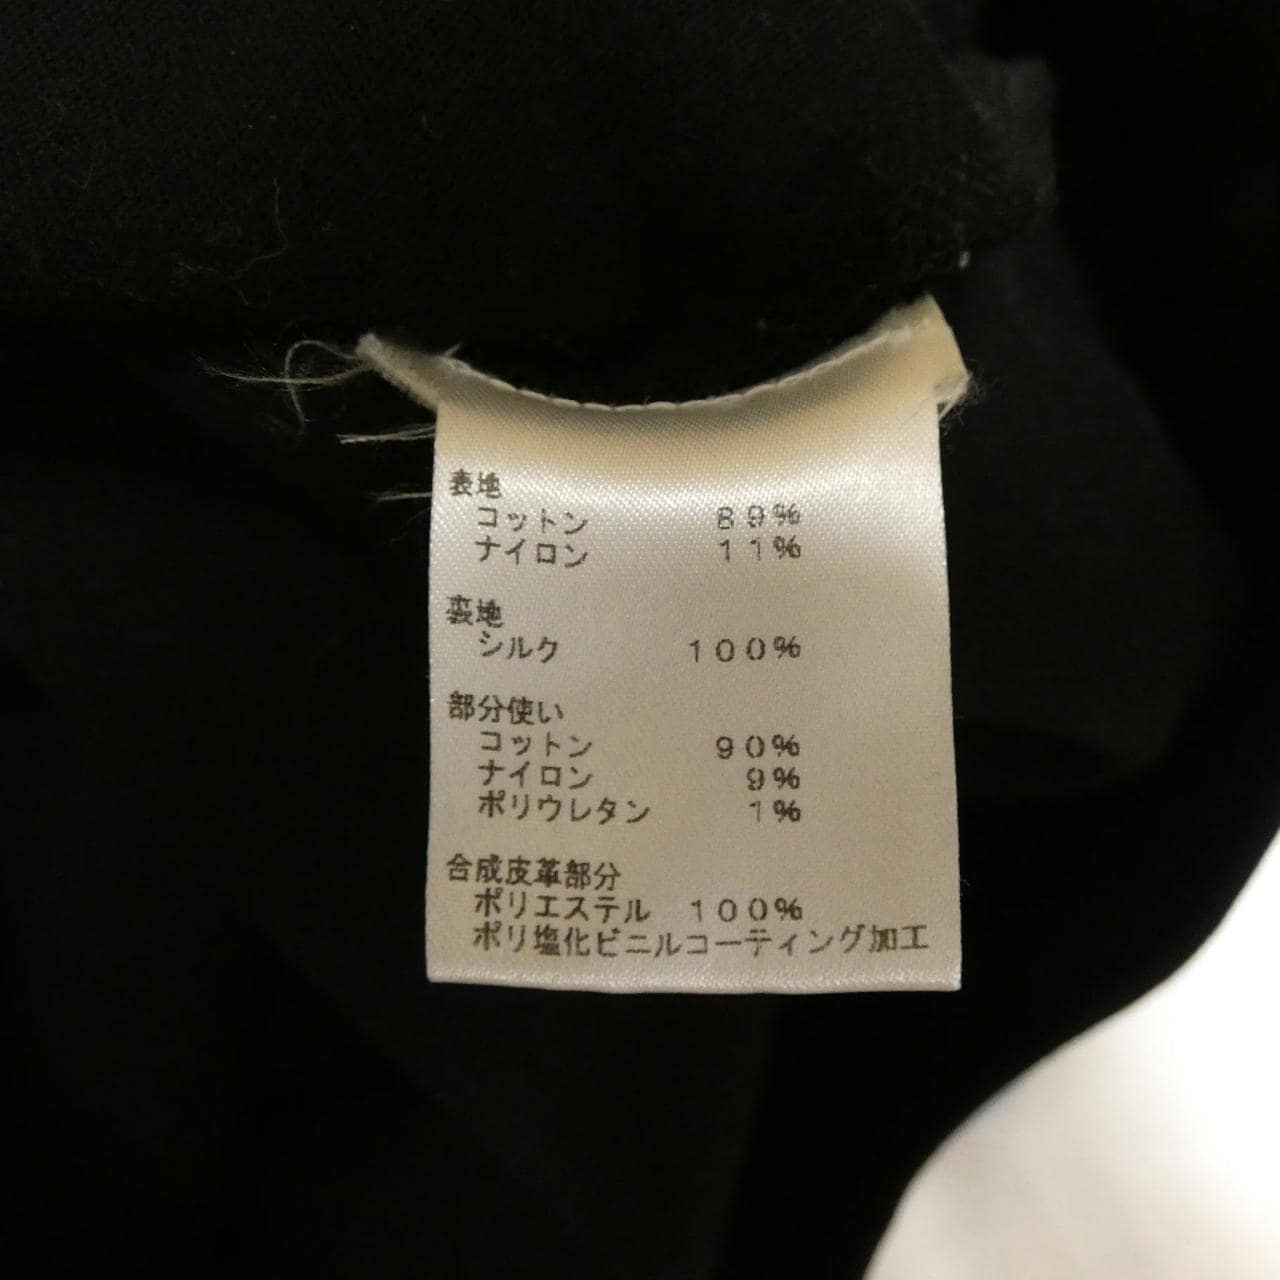 表地
コットン 89%
ナイロン 11%
裏地
シルク 100%
部分使い
コットン 90%
ナイロン 9%
ポリウレタン 1%
合成皮革部分
ポリエステル 100%
ポリ塩化ビニルコーティング加工